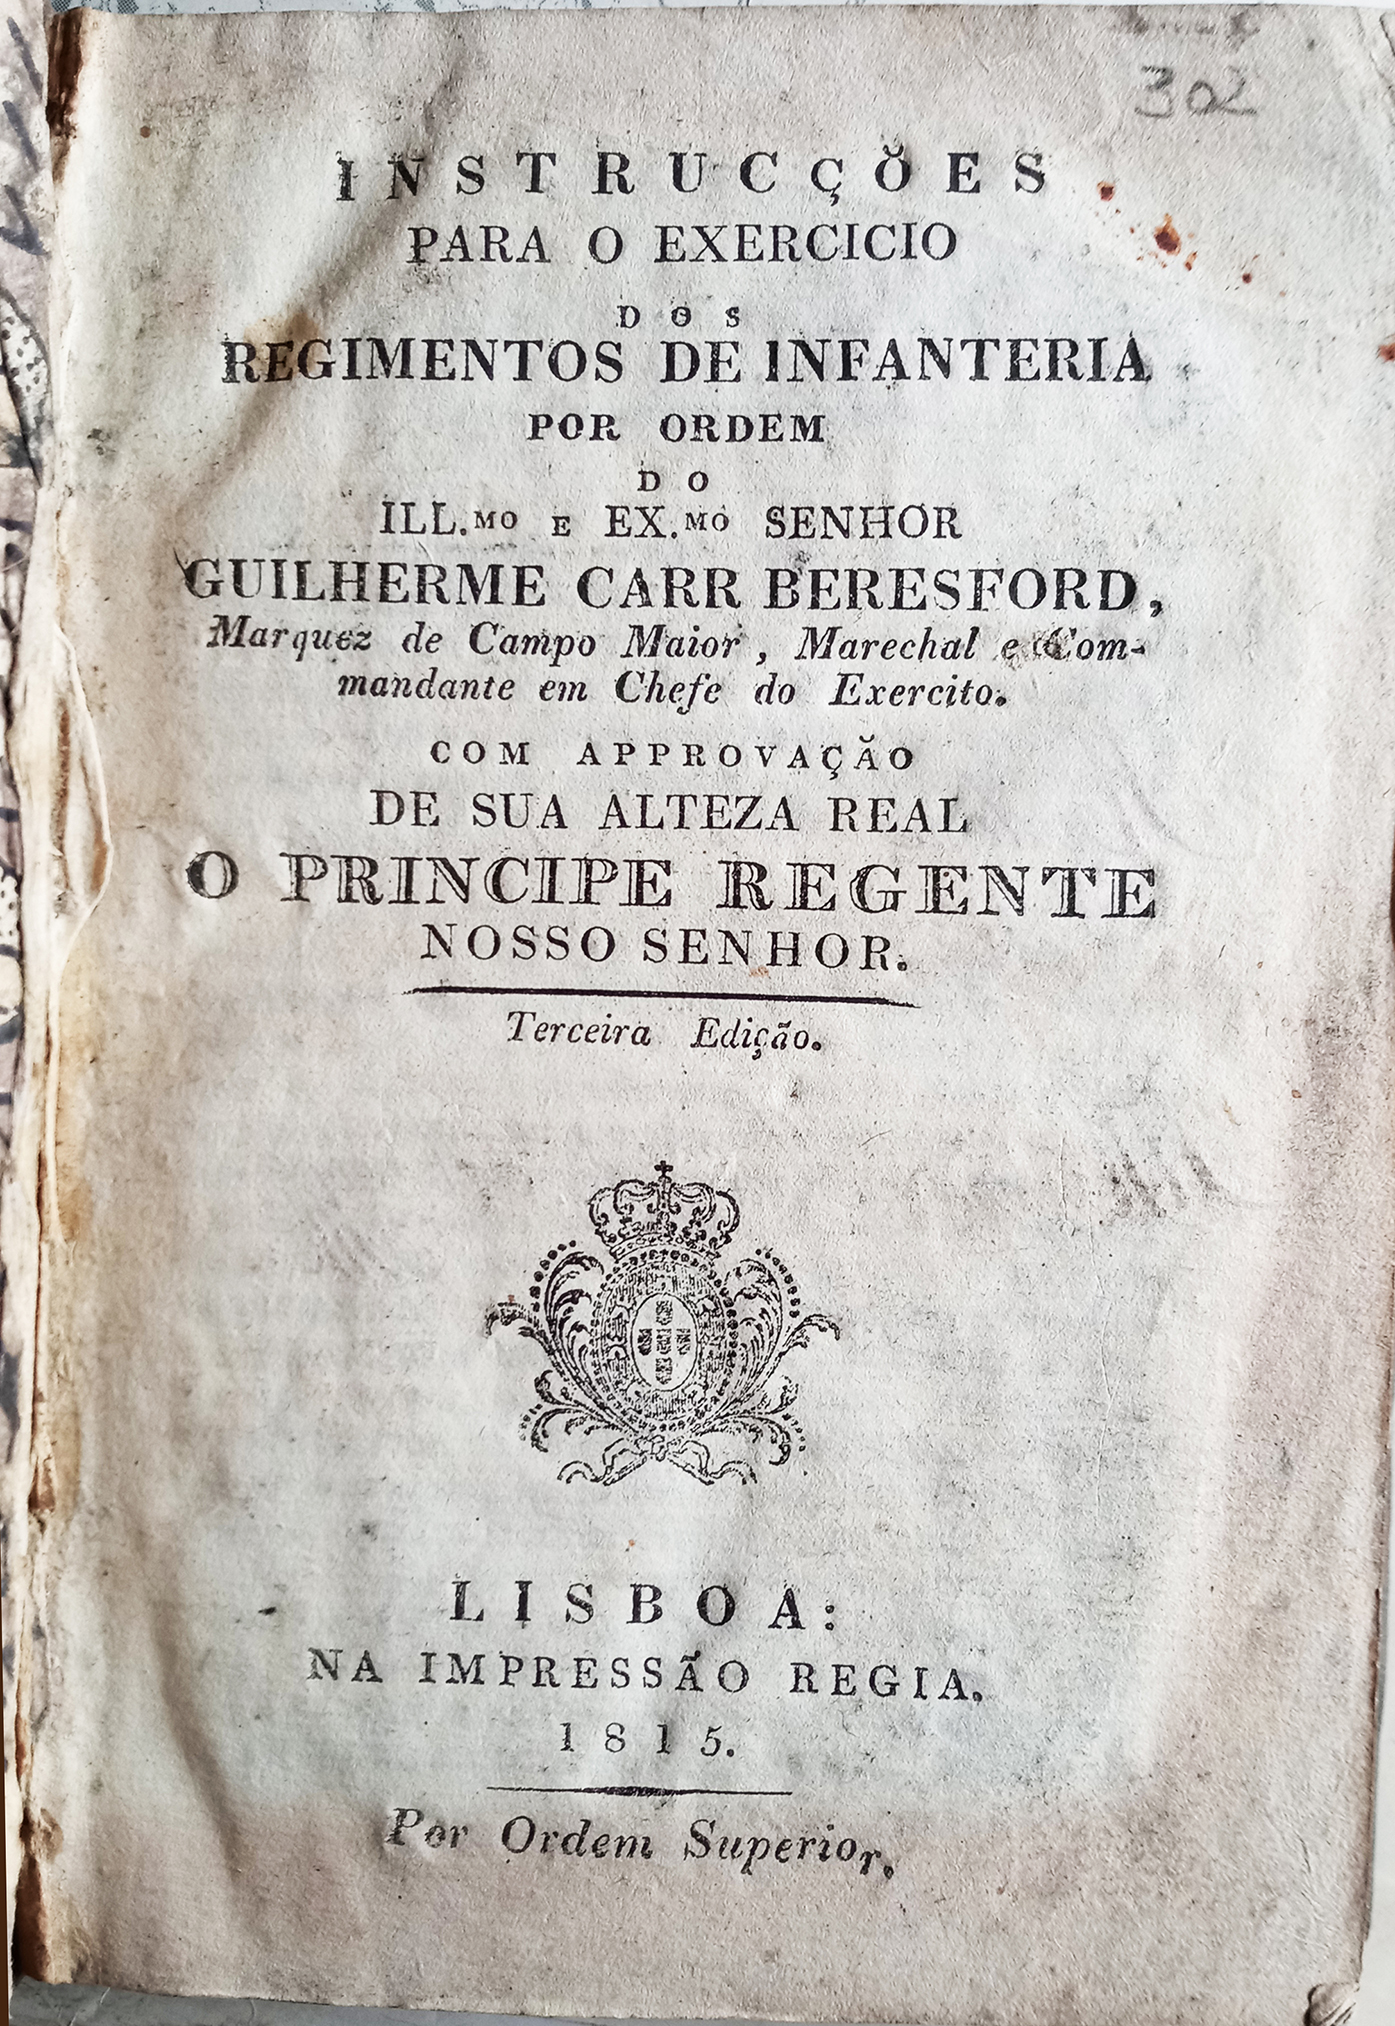 302
INSTRUCÇŎES
PARA O EXERCICIO
DOS
REGIMENTOS DE INFANTERIA
POR ORDEM
DO
ILL.MO E EX.MO SENHOR
GUILHERME CARR BERESFORD,
Marquez de Campo Maior, Marechal e Com-
mandante em Chefe do Exercito.
COM APPROVAÇĂO
DE SUA ALTEZA REAL
O PRINCIPE REGENTE
NOSSO SENHOR.
Terceira Edição.
LISBOA:
NA IMPRESSÃO REGIA.
1815.
Por Ordem Superior.